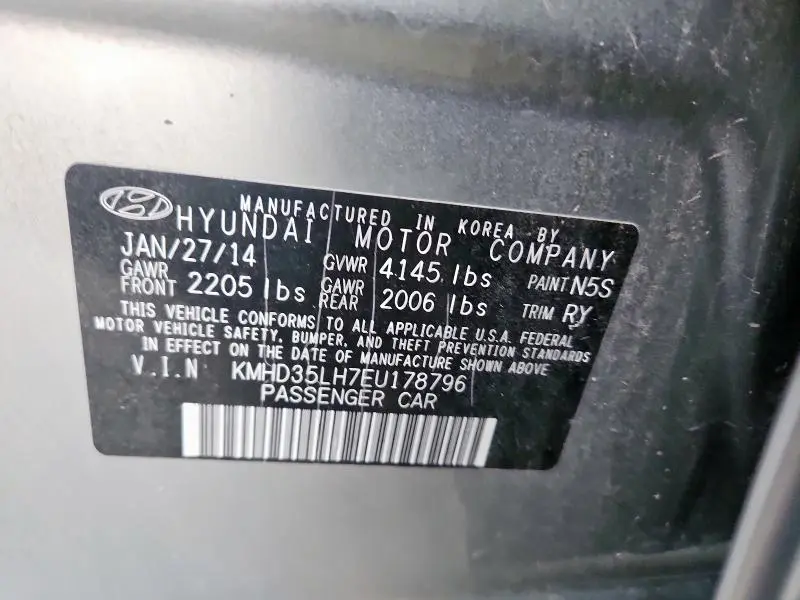 MANUFACTURED IN KOREA BY
HYUNDAI MOTOR COMPANY
JAN/27/14 GVWR 4145 lbs PAINT N5S
GAWR FRONT 2205 lbs GAWR REAR 2006 lbs TRIM RY
THIS VEHICLE CONFORMS TO ALL APPLICABLE U.S.A. FEDERAL
MOTOR VEHICLE SAFETY, BUMPER, AND THEFT PREVENTION STANDARDS
IN EFFECT ON THE DATE OF MANUFACTURE SHOWN ABOVE
V.I.N KMHD35LH7EU178796
PASSENGER CAR